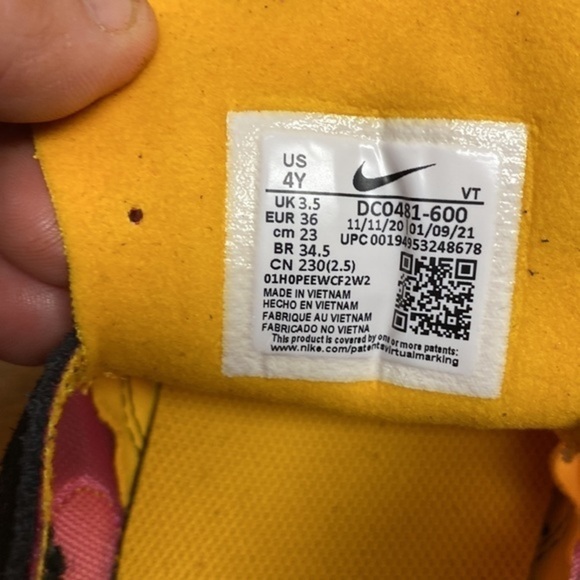 US
4Y
VT
UK 3.5
EUR 36
cm 23
BR 34.5
CN 230(2.5)
DC0481-600
11/11/20 01/09/21
UPC 00194953248678
01H0PEEWCF2W2
MADE IN VIETNAM
HECHO EN VIETNAM
FABRIQUE AU VIETNAM
FABRICADO NO VIETNA
This product is covered by one or more patents:
www.nike.com/patentsvirtualmarking